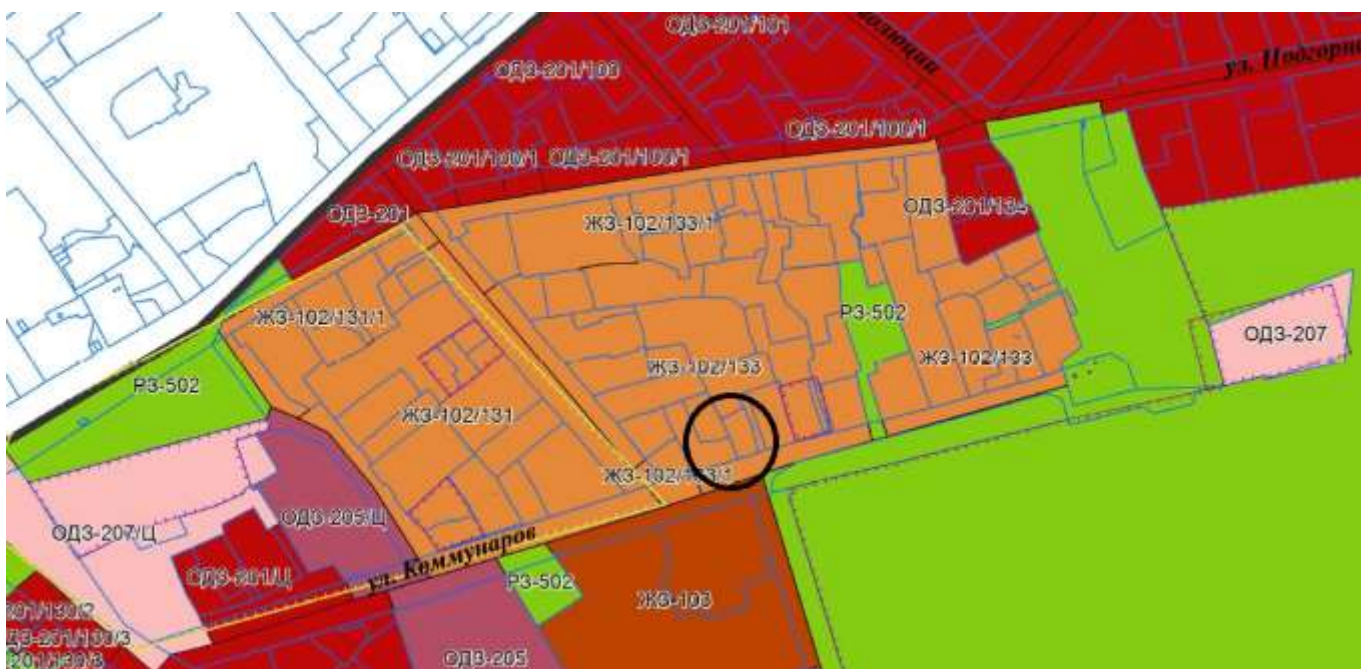 ОДЗ-201/101
ОДЗ-201/100
ул. Подгорн
ОДЗ-201/100/1
ОДЗ-201/100/1
ОДЗ-201/100/1
ОДЗ-201
ЖЗ-102/133/1
ОДЗ-201/134
ЖЗ-102/131/1
РЗ-502
ОДЗ-207
РЗ-502
ЖЗ-102/133
ЖЗ-102/133
ЖЗ-102/131
ЖЗ-102/133/1
ОДЗ-207/Ц
ОДЗ-205/Ц
ул. Коммунаров
ОДЗ-201/Ц
РЗ-502
ЖЗ-103
ОДЗ-205